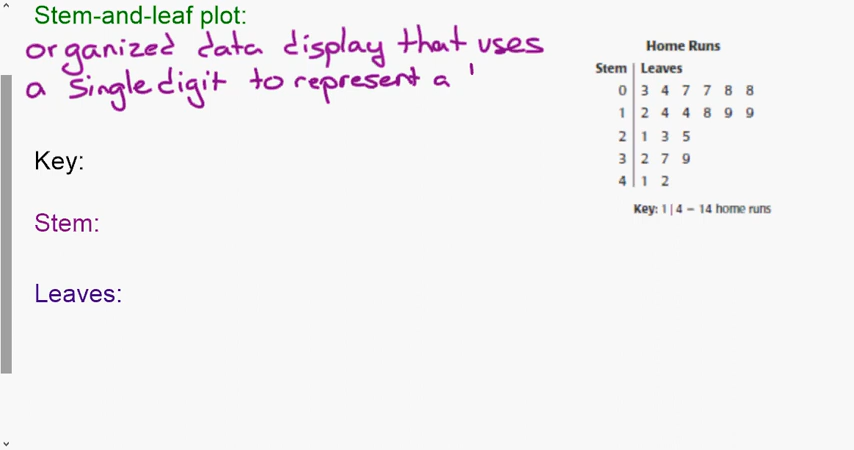 Stem-and-leaf plot:
organized data display that uses
a single digit to represent a '
Key:
Stem:
Leaves:
Home Runs
Stem | Leaves
0 | 3 4 7 7 8 8
1 | 2 4 4 8 9 9
2 | 1 3 5
3 | 2 7 9
4 | 1 2
Key: 1 | 4 – 14 home runs